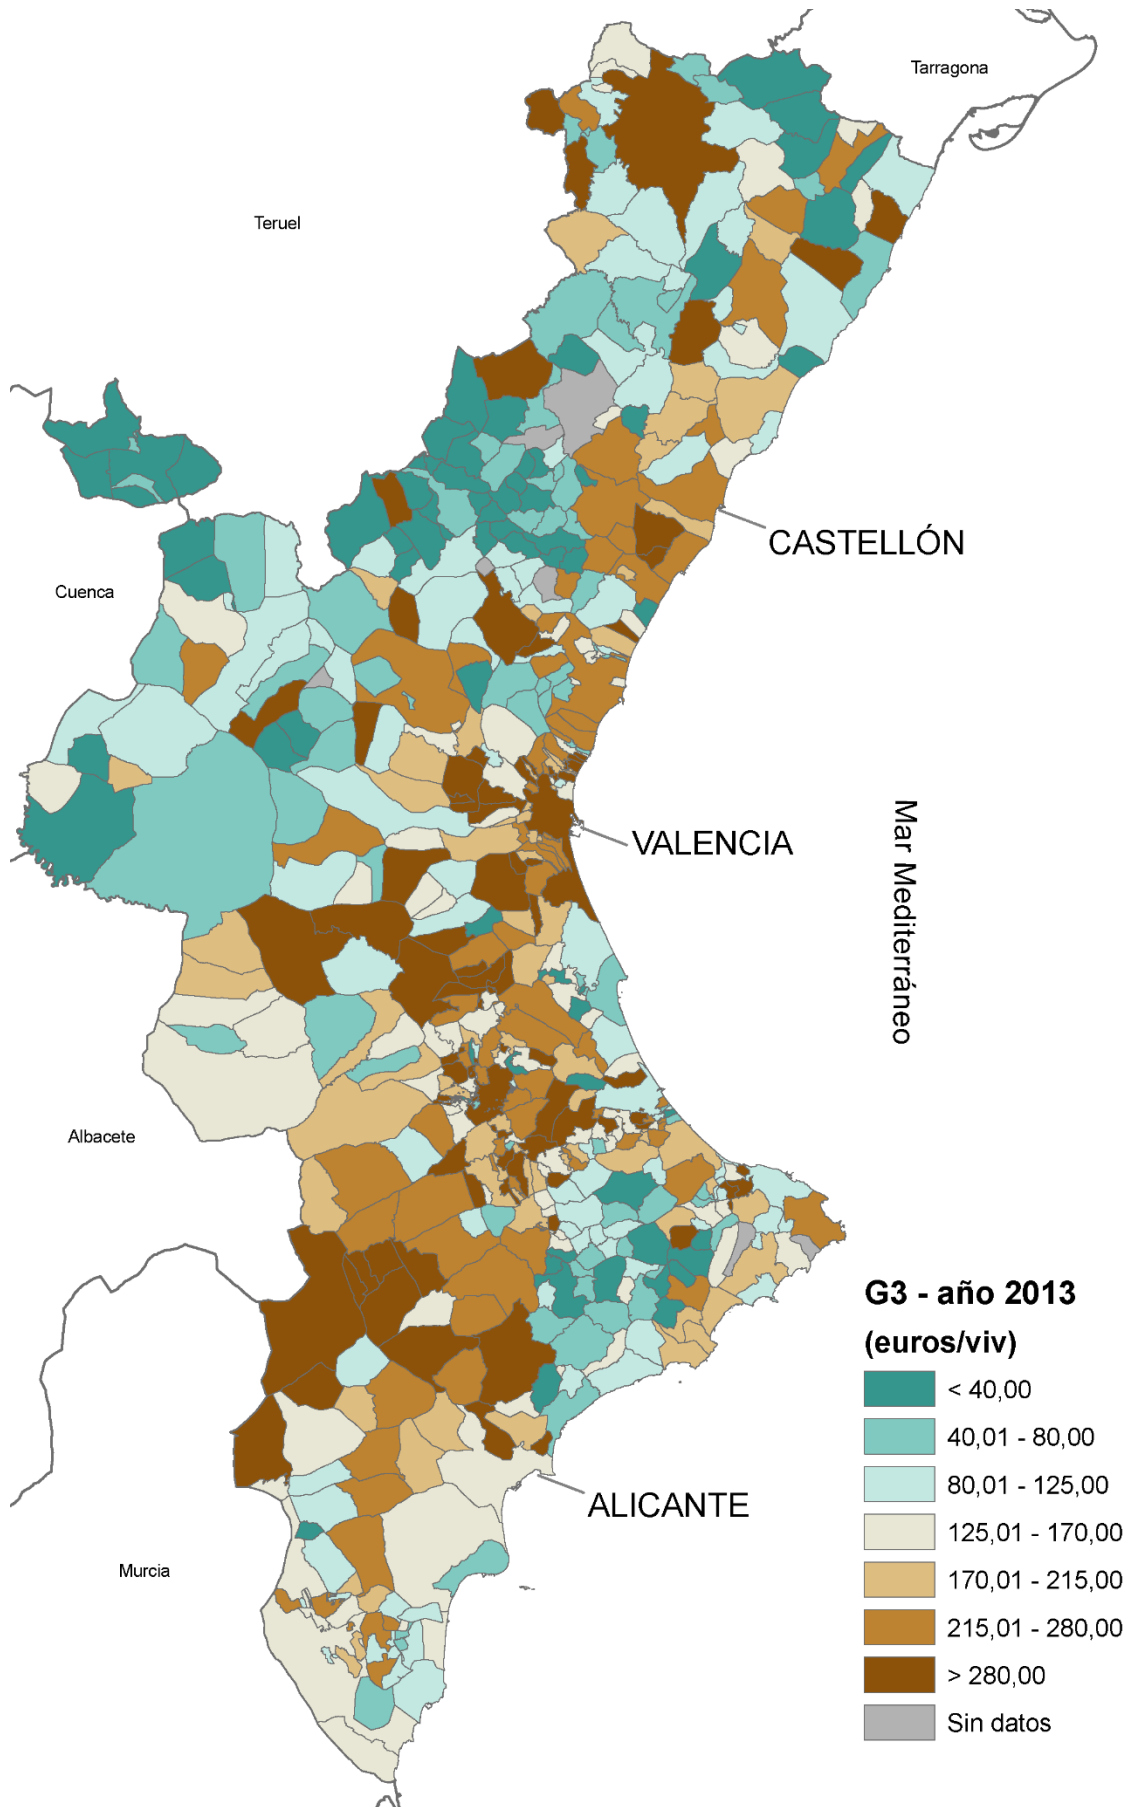 Tarragona
Teruel
CASTELLÓN
Cuenca
Mar Mediterráneo
VALENCIA
Albacete
G3 - año 2013
(euros/viv)
< 40,00
40,01 - 80,00
80,01 - 125,00
125,01 - 170,00
170,01 - 215,00
215,01 - 280,00
> 280,00
Sin datos
ALICANTE
Murcia